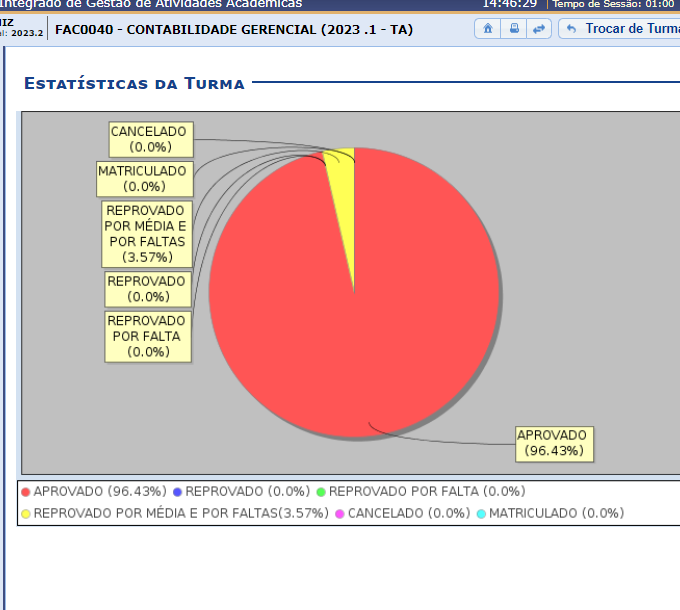 Integrado de Gestão de Atividades Acadêmicas 14:46:29 Tempo de Sessão: 01:00
IZ
al: 2023.2 FAC0040 - CONTABILIDADE GERENCIAL (2023 .1 - TA) Trocar de Turma
Estatísticas da Turma
CANCELADO
(0.0%)
MATRICULADO
(0.0%)
REPROVADO
POR MÉDIA E
POR FALTAS
(3.57%)
REPROVADO
(0.0%)
REPROVADO
POR FALTA
(0.0%)
APROVADO
(96.43%)
APROVADO (96.43%) REPROVADO (0.0%) REPROVADO POR FALTA (0.0%)
REPROVADO POR MÉDIA E POR FALTAS(3.57%) CANCELADO (0.0%) MATRICULADO (0.0%)